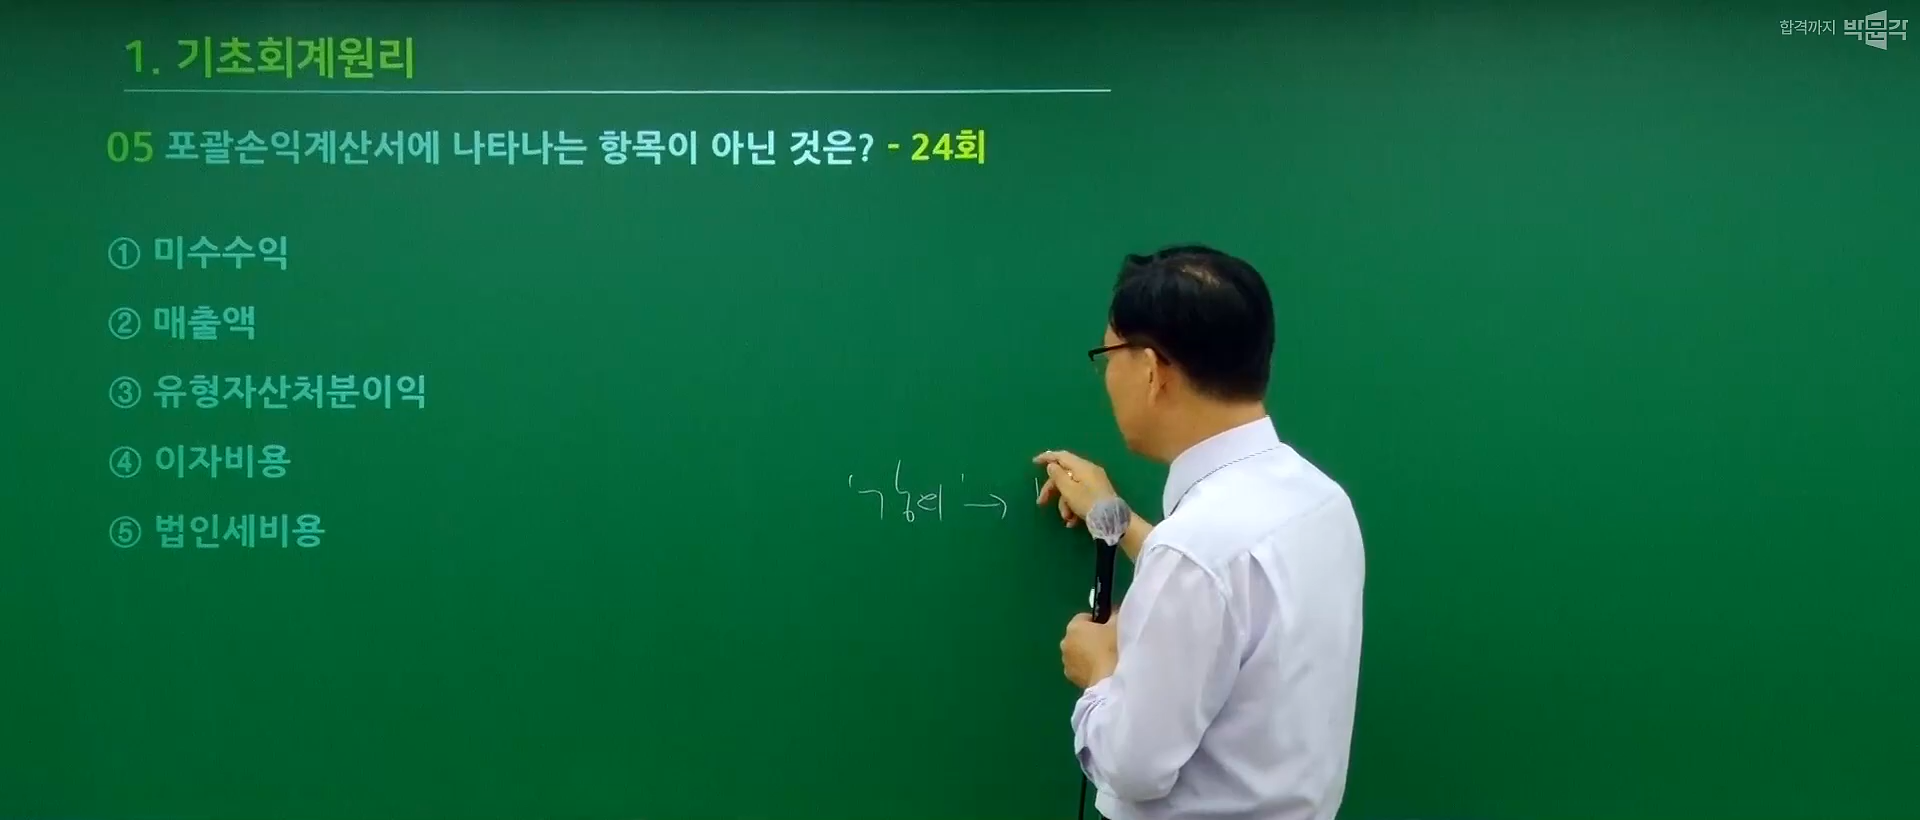 합격까지 박문각
1. 기초회계원리
05 포괄손익계산서에 나타나는 항목이 아닌 것은? - 24회
① 미수수익
② 매출액
③ 유형자산처분이익
④ 이자비용
⑤ 법인세비용